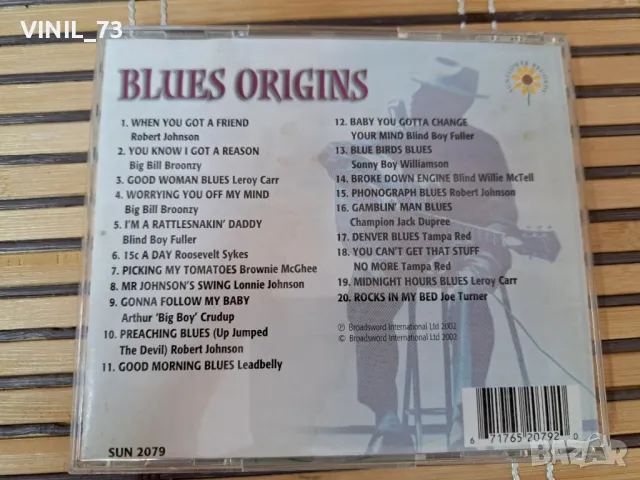 VINIL_73
BLUES ORIGINS
SUNFLOWER RECORDS
1. WHEN YOU GOT A FRIEND
Robert Johnson
2. YOU KNOW I GOT A REASON
Big Bill Broonzy
3. GOOD WOMAN BLUES Leroy Carr
4. WORRYING YOU OFF MY MIND
Big Bill Broonzy
5. I'M A RATTLESNAKIN' DADDY
Blind Boy Fuller
6. 15c A DAY Roosevelt Sykes
7. PICKING MY TOMATOES Brownie McGhee
8. MR JOHNSON'S SWING Lonnie Johnson
9. GONNA FOLLOW MY BABY
Arthur 'Big Boy' Crudup
10. PREACHING BLUES (Up Jumped
The Devil) Robert Johnson
11. GOOD MORNING BLUES Leadbelly
12. BABY YOU GOTTA CHANGE
YOUR MIND Blind Boy Fuller
13. BLUE BIRDS BLUES
Sonny Boy Williamson
14. BROKE DOWN ENGINE Blind Willie McTell
15. PHONOGRAPH BLUES Robert Johnson
16. GAMBLIN' MAN BLUES
Champion Jack Dupree
17. DENVER BLUES Tampa Red
18. YOU CAN'T GET THAT STUFF
NO MORE Tampa Red
19. MIDNIGHT HOURS BLUES Leroy Carr
20. ROCKS IN MY BED Joe Turner
℗ Broadsword International Ltd 2002
© Broadsword International Ltd 2002
SUN 2079
6 71765 20792 0
BAZAR